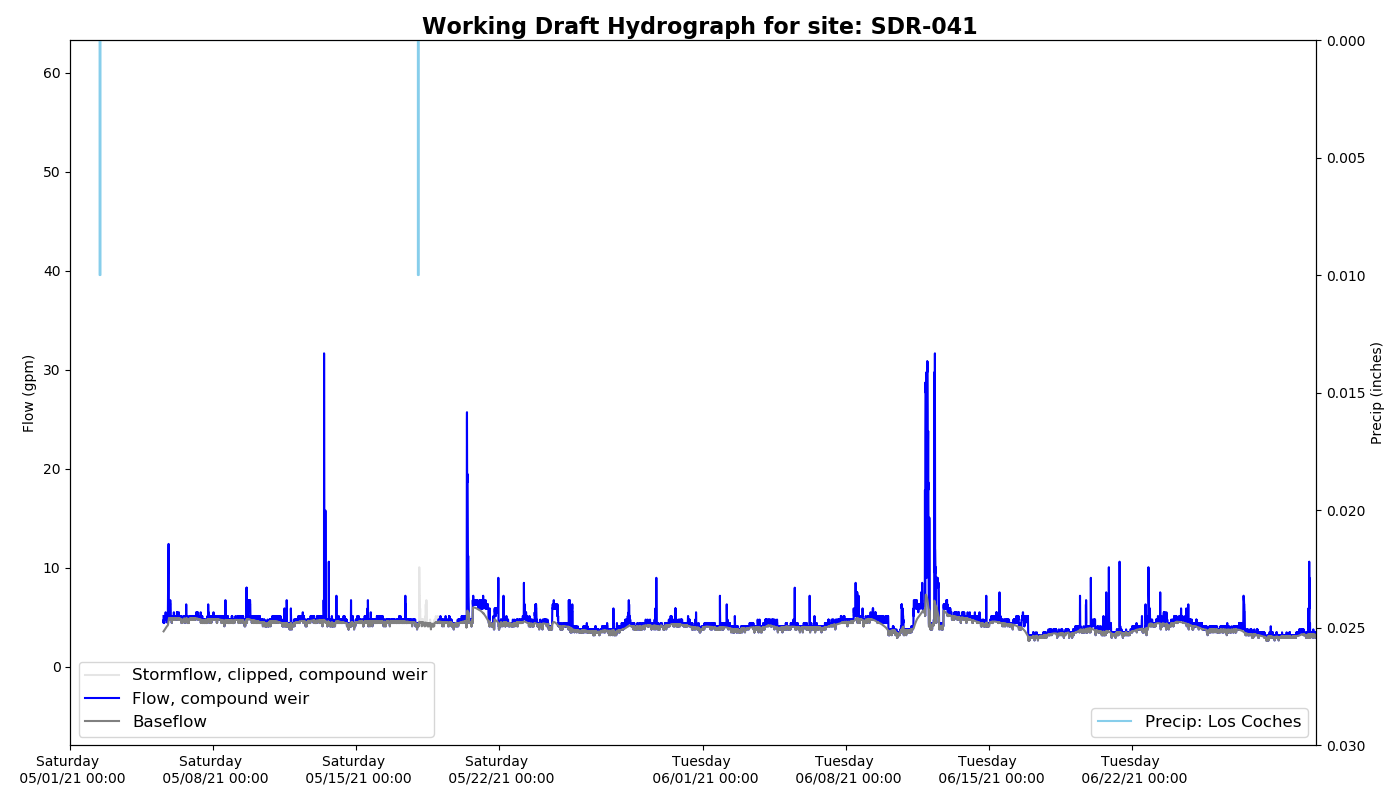 Working Draft Hydrograph for site: SDR-041
60
50
40
30
20
10
0
Flow (gpm)
0.000
0.005
0.010
0.015
0.020
0.025
0.030
Precip (inches)
Stormflow, clipped, compound weir
Flow, compound weir
Baseflow
Precip: Los Coches
Saturday
05/01/21 00:00
Saturday
05/08/21 00:00
Saturday
05/15/21 00:00
Saturday
05/22/21 00:00
Tuesday
06/01/21 00:00
Tuesday
06/08/21 00:00
Tuesday
06/15/21 00:00
Tuesday
06/22/21 00:00